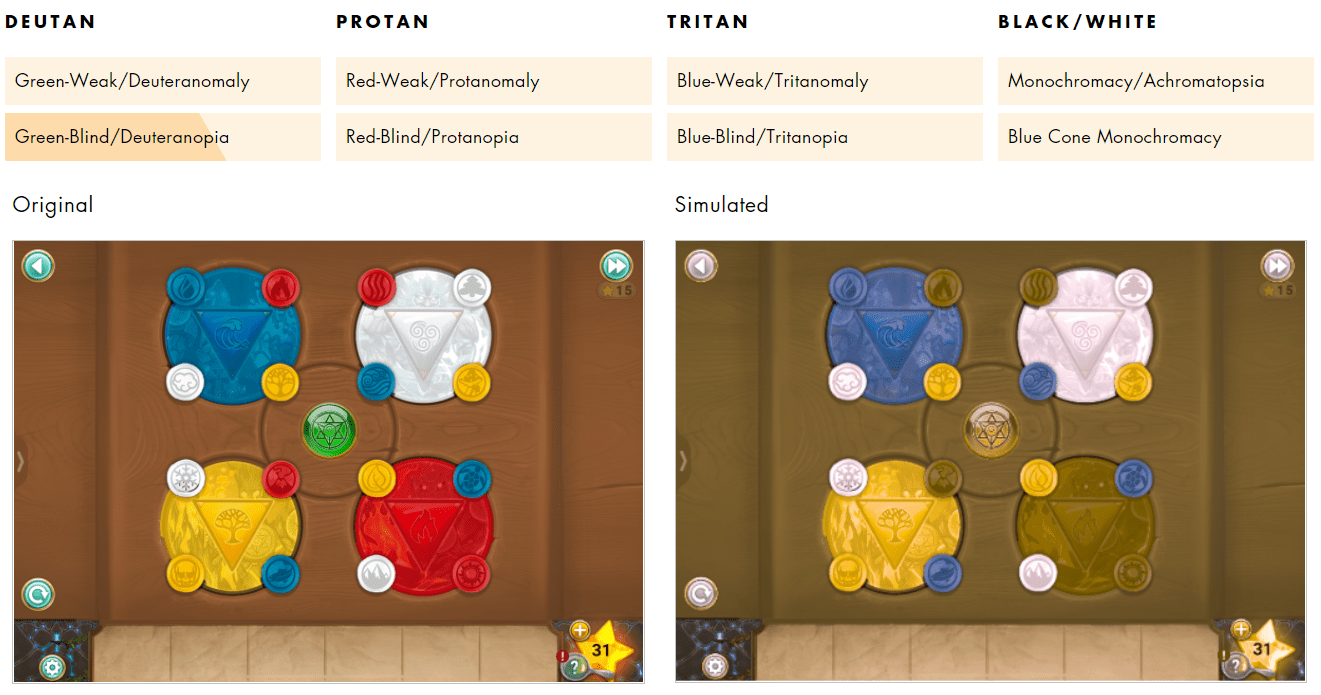 DEUTAN PROTAN TRITAN BLACK/WHITE
Green-Weak/Deuteranomaly Red-Weak/Protanomaly Blue-Weak/Tritanomaly Monochromacy/Achromatopsia
Green-Blind/Deuteranopia Red-Blind/Protanopia Blue-Blind/Tritanopia Blue Cone Monochromacy
Original Simulated
15 15
31 31
! ? ! ?